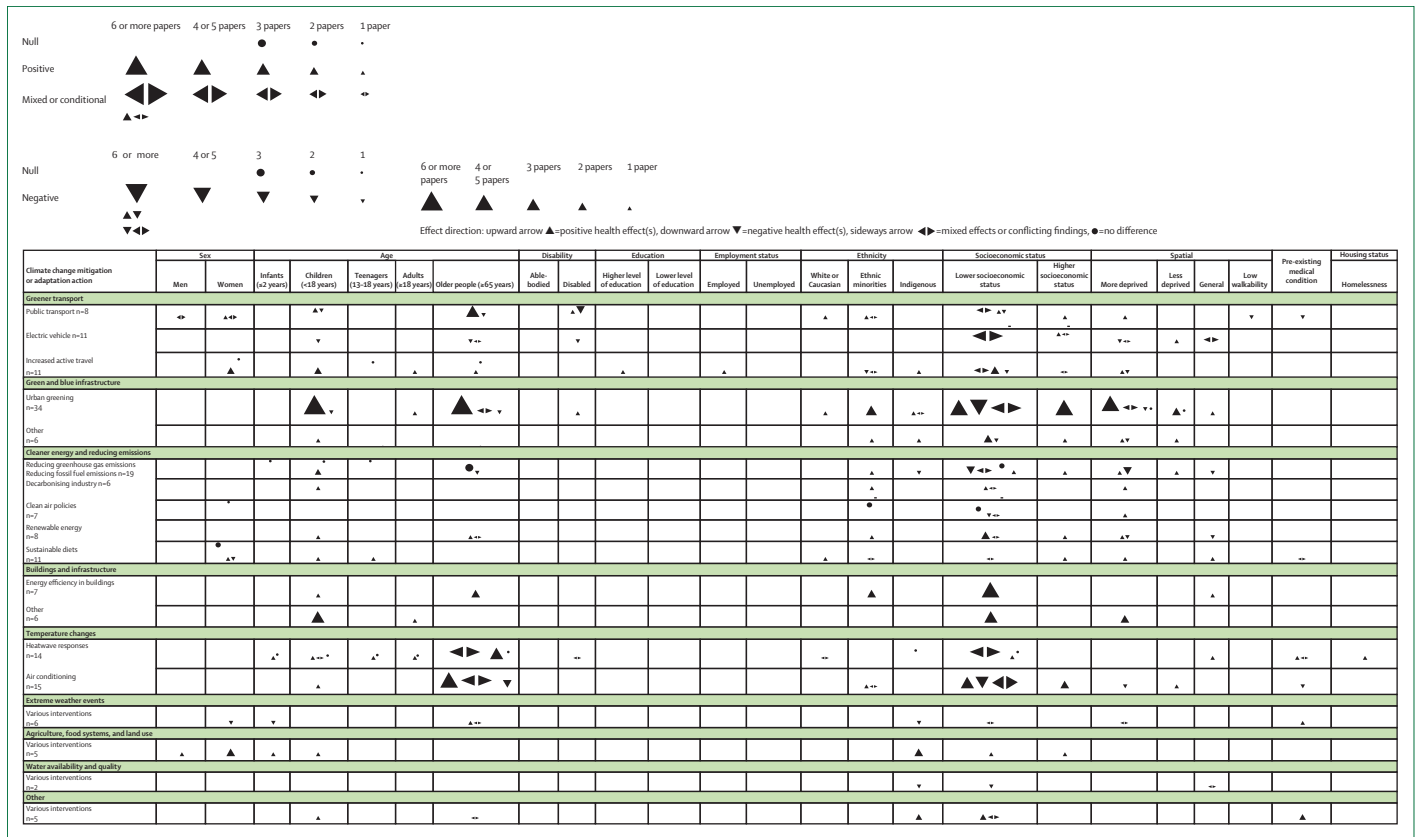 6 or more papers 4 or 5 papers 3 papers 2 papers 1 paper
Null
Positive
Mixed or conditional
6 or more 4 or 5 3 2 1
Null
Negative
6 or more papers 4 or 5 papers 3 papers 2 papers 1 paper
Effect direction: upward arrow ▲=positive health effect(s), downward arrow ▼=negative health effect(s), sideways arrow ◀▶=mixed effects or conflicting findings, ●=no difference
Climate change mitigation or adaptation action
Sex Age Disability Education Employment status Ethnicity Socioeconomic status Spatial Pre-existing medical condition Housing status
Men Women Infants (≤2 years) Children (<18 years) Teenagers (13–18 years) Adults (≥18 years) Older people (≥65 years) Able-bodied Disabled Higher level of education Lower level of education Employed Unemployed White or Caucasian Ethnic minorities Indigenous Lower socioeconomic status Higher socioeconomic status More deprived Less deprived General Low walkability Homelessness
Greener transport
Public transport n=8
Electric vehicle n=11
Increased active travel
n=11
Green and blue infrastructure
Urban greening
n=34
Other
n=6
Cleaner energy and reducing emissions
Reducing greenhouse gas emissions
Reducing fossil fuel emissions n=19
Decarbonising industry n=6
Clean air policies
n=7
Renewable energy
n=8
Sustainable diets
n=11
Buildings and infrastructure
Energy efficiency in buildings
n=7
Other
n=6
Temperature changes
Heatwave responses
n=14
Air conditioning
n=15
Extreme weather events
Various interventions
n=6
Agriculture, food systems, and land use
Various interventions
n=5
Water availability and quality
Various interventions
n=2
Other
Various interventions
n=5